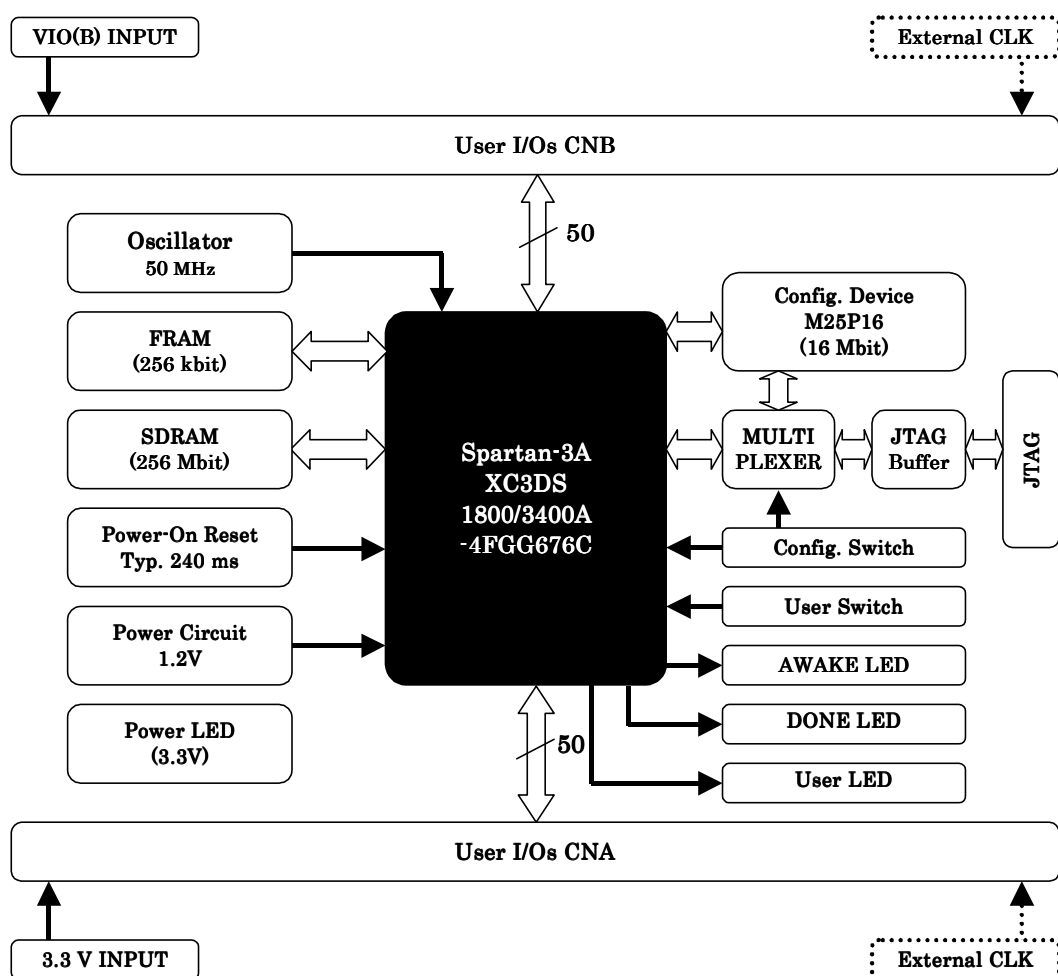 VIO(B) INPUT
External CLK
User I/Os CNB
50
Oscillator
50 MHz
FRAM
(256 kbit)
SDRAM
(256 Mbit)
Power-On Reset
Typ. 240 ms
Power Circuit
1.2V
Power LED
(3.3V)
Spartan-3A
XC3DS
1800/3400A
-4FGG676C
Config. Device
M25P16
(16 Mbit)
MULTI
PLEXER
JTAG
Buffer
JTAG
Config. Switch
User Switch
AWAKE LED
DONE LED
User LED
50
User I/Os CNA
3.3 V INPUT
External CLK